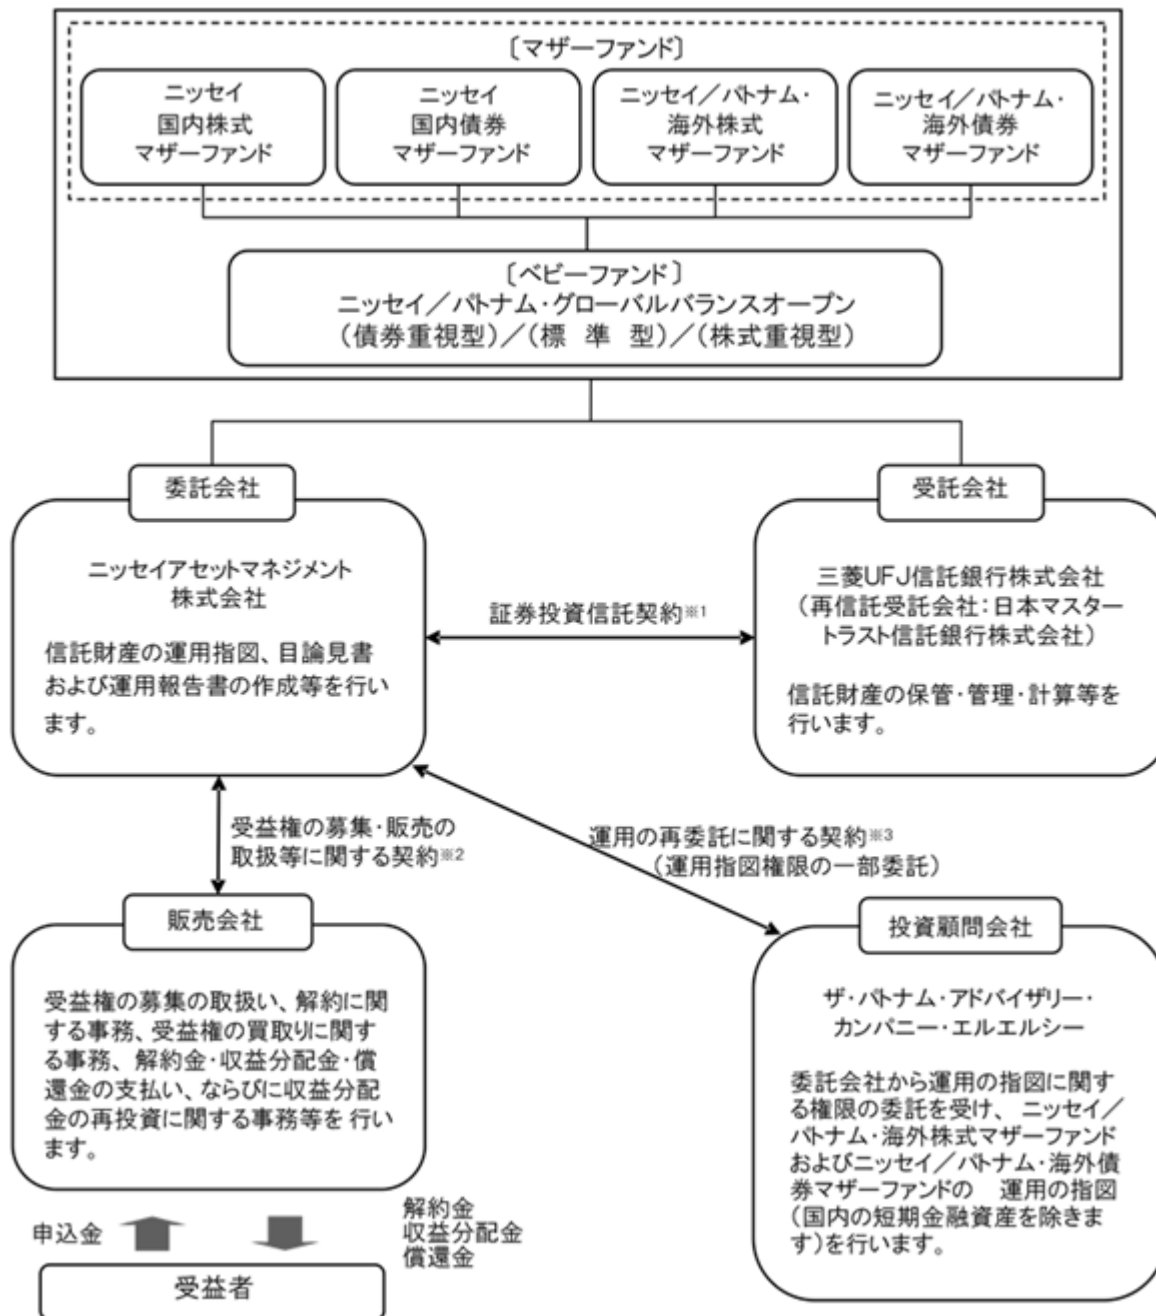 〔マザーファンド〕
ニッセイ
国内株式
マザーファンド
ニッセイ
国内債券
マザーファンド
ニッセイ／パトナム・
海外株式
マザーファンド
ニッセイ／パトナム・
海外債券
マザーファンド
〔ベビーファンド〕
ニッセイ／パトナム・グローバルバランスオープン
（債券重視型）／（標　準　型）／（株式重視型）
委託会社
ニッセイアセットマネジメント
株式会社
信託財産の運用指図、目論見書
および運用報告書の作成等を行い
ます。
証券投資信託契約※1
受託会社
三菱UFJ信託銀行株式会社
（再信託受託会社：日本マスター
トラスト信託銀行株式会社）
信託財産の保管・管理・計算等を
行います。
受益権の募集・販売の
取扱等に関する契約※2
運用の再委託に関する契約※3
（運用指図権限の一部委託）
販売会社
受益権の募集の取扱い、解約に関
する事務、受益権の買取りに関す
る事務、解約金・収益分配金・償
還金の支払い、ならびに収益分配
金の再投資に関する事務等を 行い
ます。
投資顧問会社
ザ・パトナム・アドバイザリー・
カンパニー・エルエルシー
委託会社から運用の指図に関す
る権限の委託を受け、 ニッセイ／
パトナム・海外株式マザーファンド
およびニッセイ／パトナム・海外債
券マザーファンドの　運用の指図
（国内の短期金融資産を除きま
す）を行います。
申込金
解約金
収益分配金
償還金
受益者